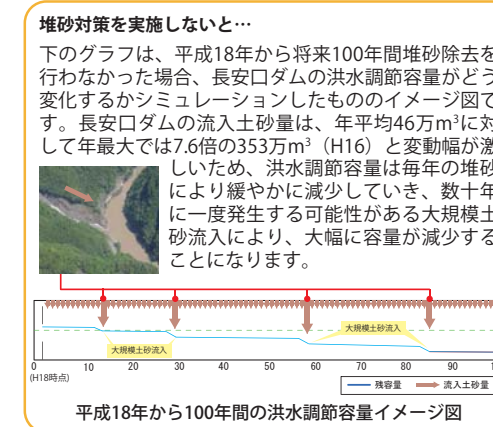 堆砂対策を実施しないと…
下のグラフは、平成18年から将来100年間堆砂除去を
行わなかった場合、長安口ダムの洪水調節容量がどう
変化するかシミュレーションしたもののイメージ図で
す。長安口ダムの流入土砂量は、年平均46万m³に対
して年最大では7.6倍の353万m³（H16）と変動幅が激
しいため、洪水調節容量は毎年の堆砂
により緩やかに減少していき、数十年
に一度発生する可能性がある大規模土
砂流入により、大幅に容量が減少する
ことになります。
大規模土砂流入
大規模土砂流入
0 10 20 30 40 50 60 70 80 90
(H18時点)
残容量 流入土砂量
平成18年から100年間の洪水調節容量イメージ図